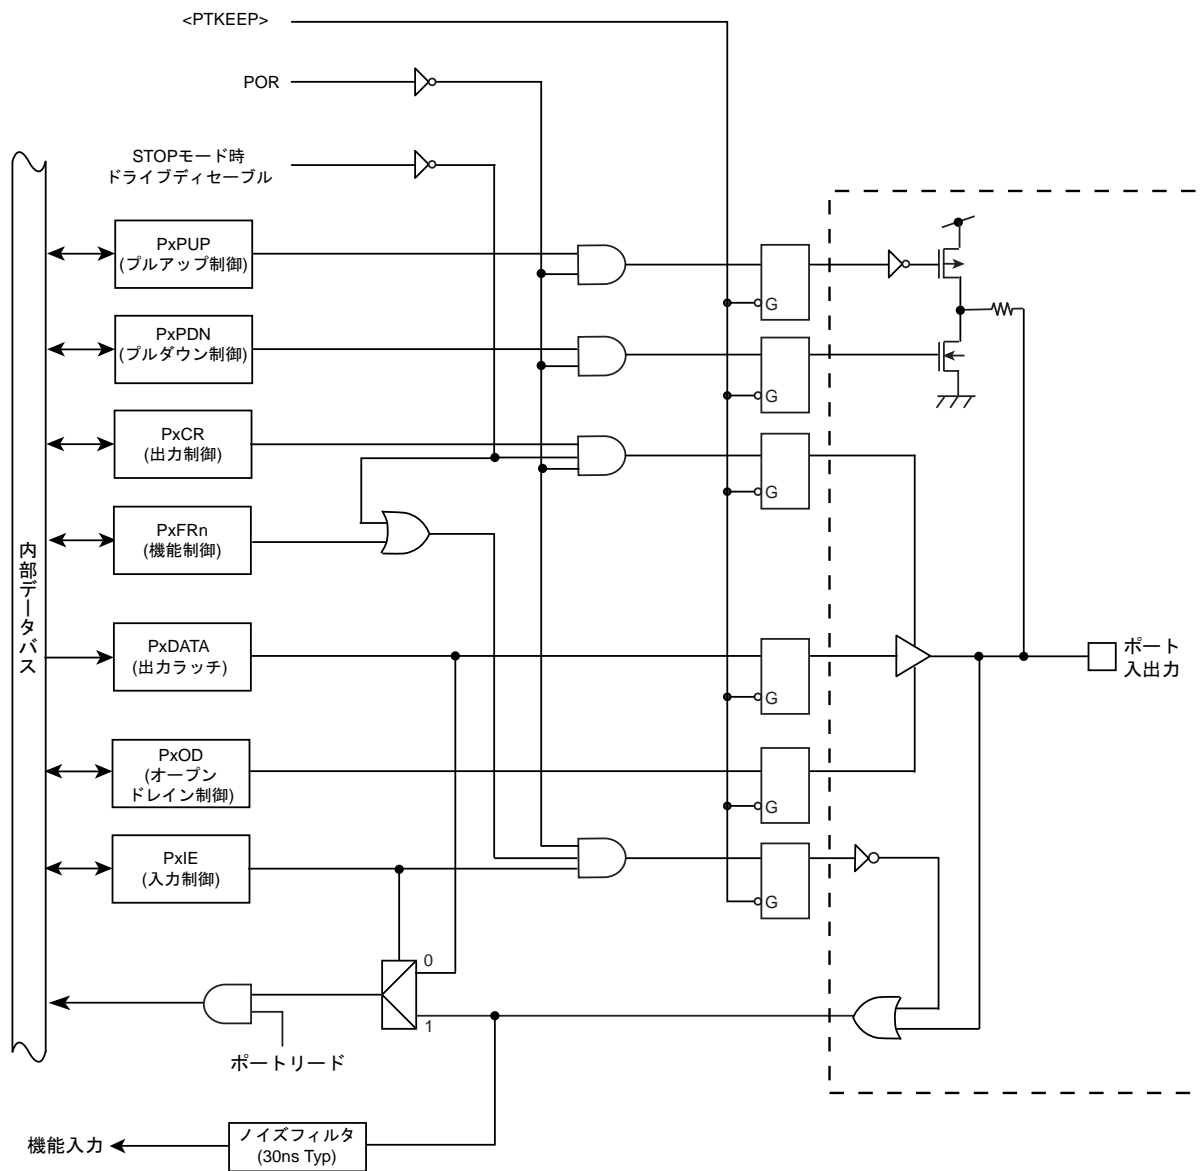 <PTKEEP>
POR
STOPモード時
ドライブディセーブル
PxPUP
(プルアップ制御)
G
PxPDN
(プルダウン制御)
G
PxCR
(出力制御)
G
PxFRn
(機能制御)
内部データバス
PxDATA
(出力ラッチ)
G
ポート
入出力
PxOD
(オープン
ドレイン制御)
G
PxIE
(入力制御)
G
0
1
ポートリード
機能入力
ノイズフィルタ
(30ns Typ)